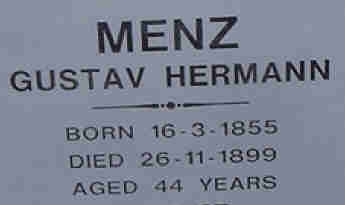 MENZ
GUSTAV HERMANN
BORN 16-3-1855
DIED 26-11-1899
AGED 44 YEARS